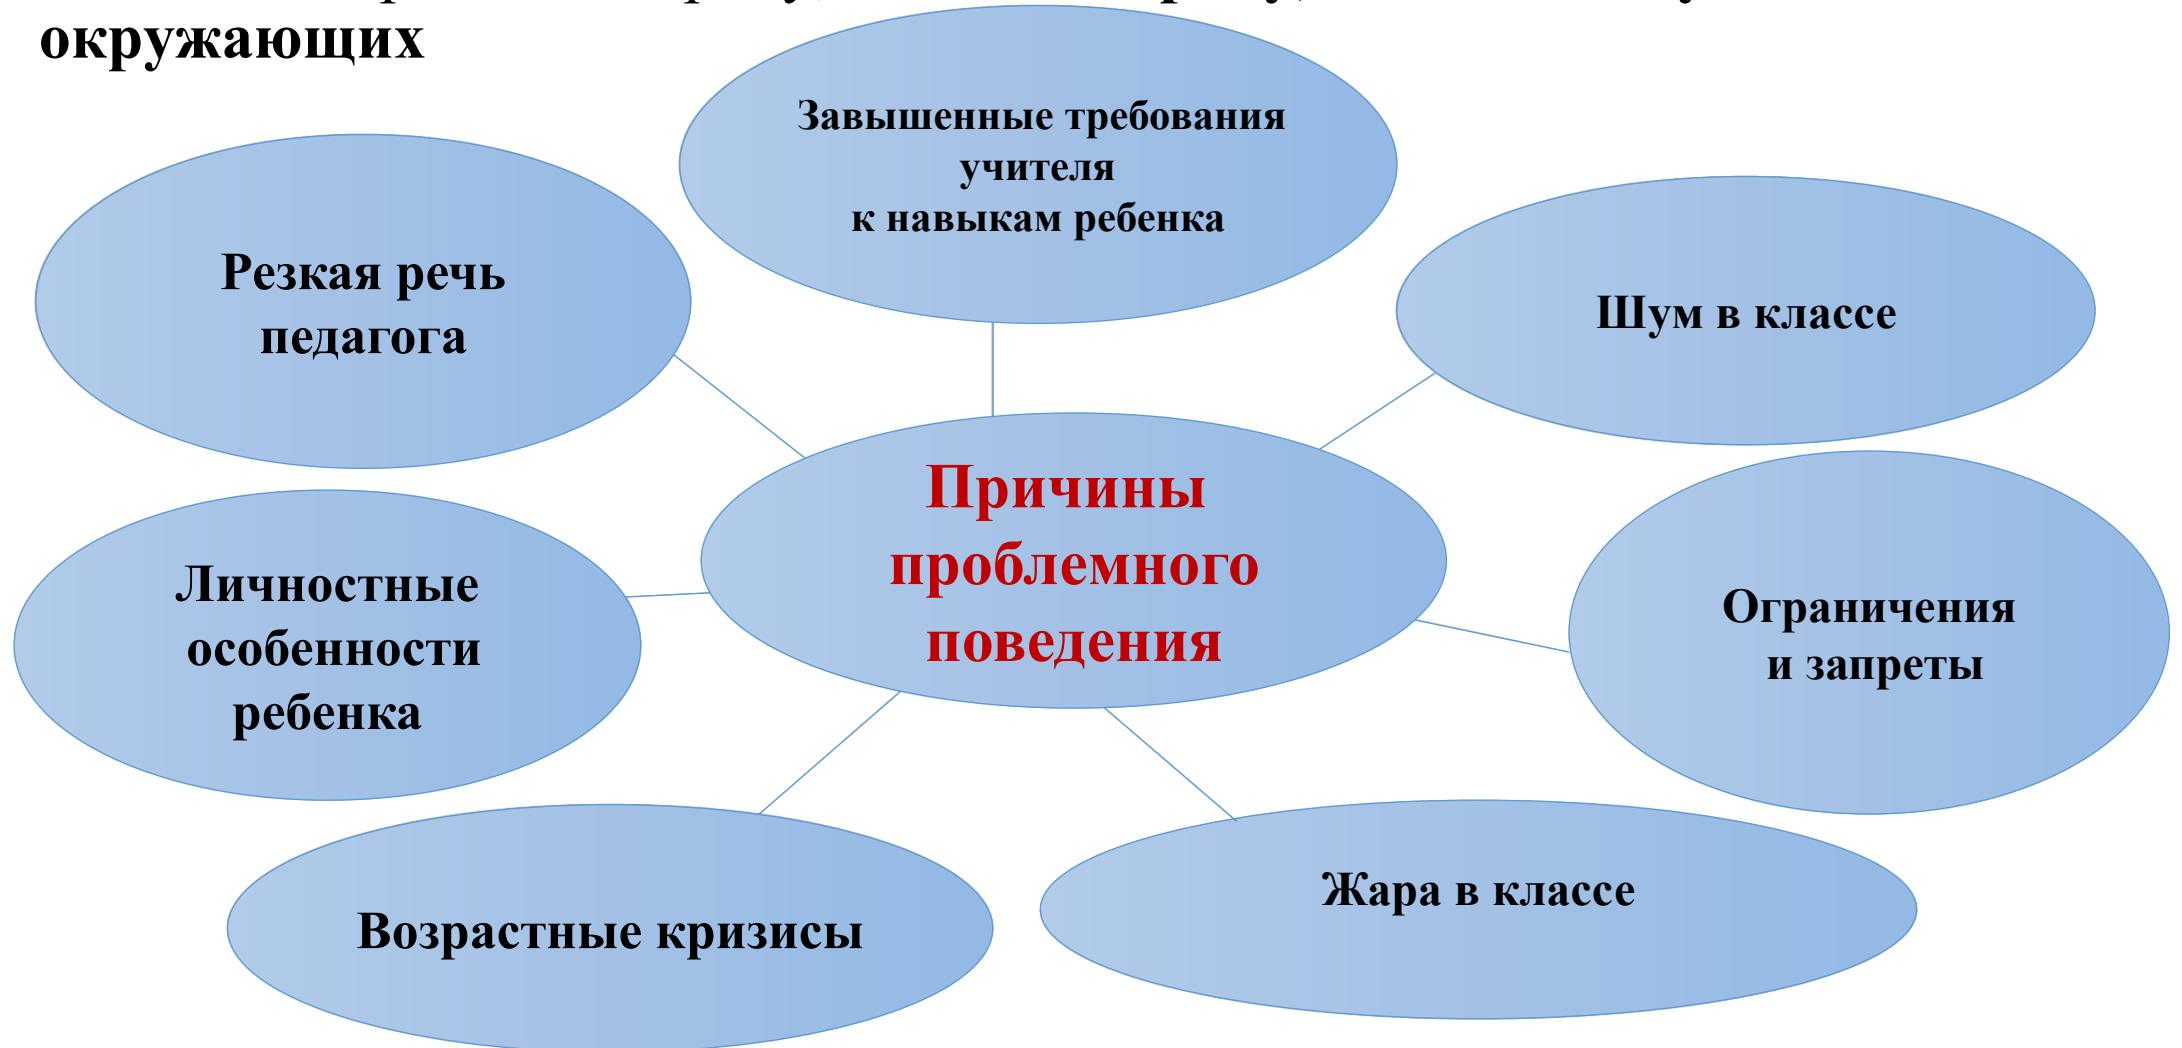 окружающих
Завышенные требования
учителя
к навыкам ребенка
Резкая речь
педагога
Шум в классе
Причины
проблемного
поведения
Личностные
особенности
ребенка
Ограничения
и запреты
Возрастные кризисы
Жара в классе